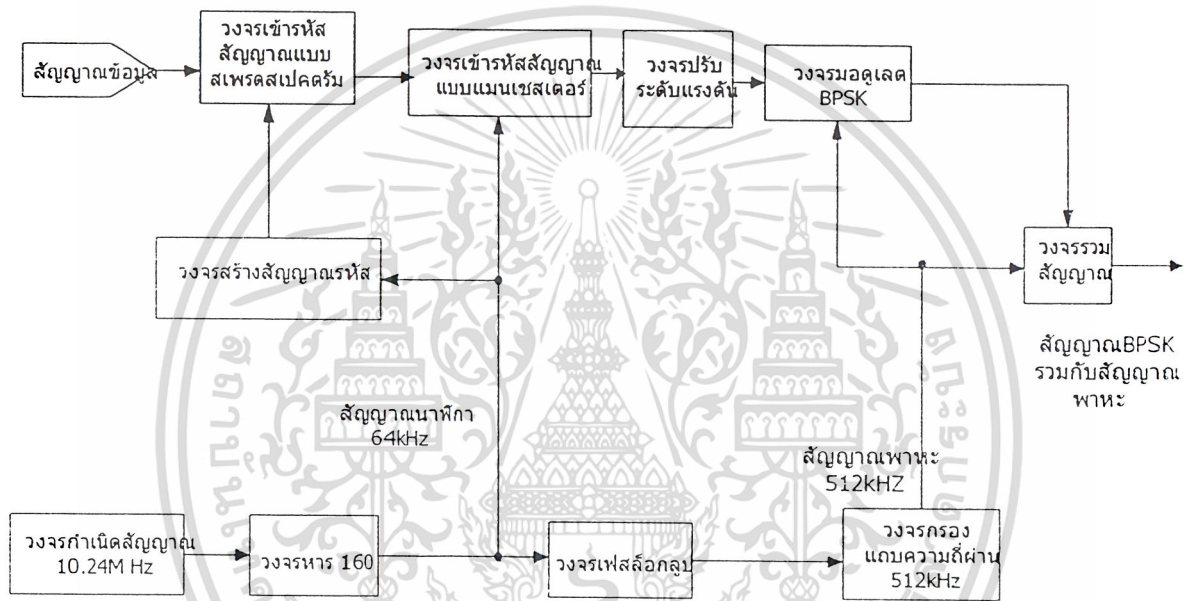 วงจรเข้ารหัส
สัญญาณแบบ
สเพรดสเปคตรัม
สัญญาณข้อมูล
วงจรเข้ารหัสสัญญาณ
แบบแมนเชสเตอร์
วงจรปรับ
ระดับแรงดัน
วงจรมอดูเลต
BPSK
วงจรสร้างสัญญาณรหัส
วงจรรวม
สัญญาณ
สัญญาณBPSK
รวมกับสัญญาณ
พาหะ
สัญญาณนาฬิกา
64kHz
สัญญาณพาหะ
512kHZ
วงจรกำเนิดสัญญาณ
10.24M Hz
วงจรหาร 160
วงจรเฟสล็อกลูป
วงจรกรอง
แถบความถี่ผ่าน
512kHz